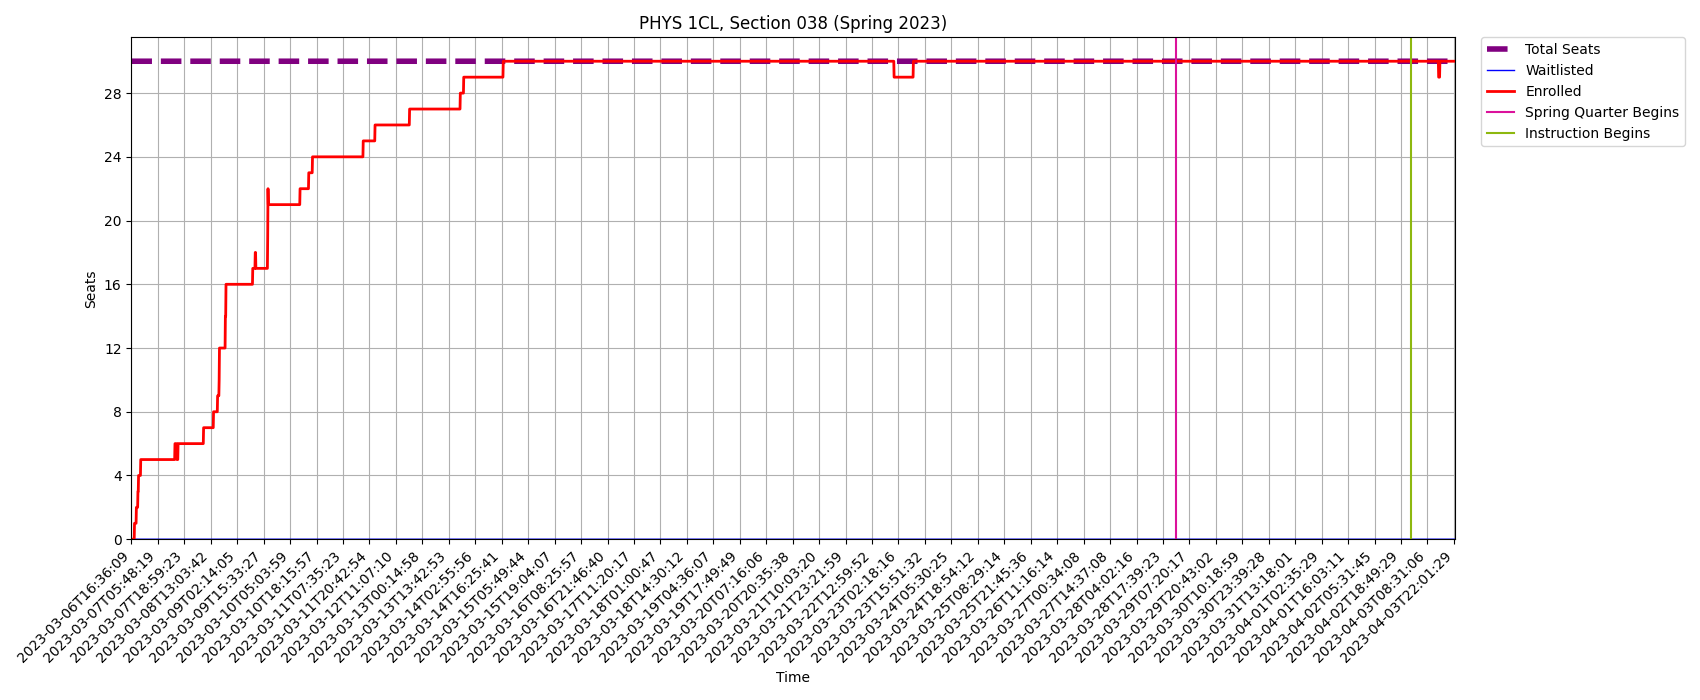 PHYS 1CL, Section 038 (Spring 2023)
Total Seats
Waitlisted
Enrolled
Spring Quarter Begins
Instruction Begins
28
24
20
16
12
8
4
0
Seats
2023-03-06T16:36:09
2023-03-07T05:48:19
2023-03-07T18:59:23
2023-03-08T13:03:42
2023-03-09T02:14:05
2023-03-09T15:33:27
2023-03-10T05:03:59
2023-03-10T18:15:57
2023-03-11T07:35:23
2023-03-11T20:42:54
2023-03-12T11:07:10
2023-03-13T00:14:58
2023-03-13T13:42:53
2023-03-14T02:55:56
2023-03-14T16:25:41
2023-03-15T05:49:44
2023-03-15T19:04:07
2023-03-16T08:25:57
2023-03-16T21:46:40
2023-03-17T11:20:17
2023-03-18T01:00:47
2023-03-18T14:30:12
2023-03-19T04:36:07
2023-03-19T17:49:49
2023-03-20T07:16:06
2023-03-20T20:35:38
2023-03-21T10:03:20
2023-03-21T23:21:59
2023-03-22T12:59:52
2023-03-23T02:18:16
2023-03-23T15:51:32
2023-03-24T05:30:25
2023-03-24T18:54:12
2023-03-25T08:29:14
2023-03-25T21:45:36
2023-03-26T11:16:14
2023-03-27T00:34:08
2023-03-27T14:37:08
2023-03-28T04:02:16
2023-03-28T17:39:23
2023-03-29T07:20:17
2023-03-29T20:43:02
2023-03-30T10:18:59
2023-03-30T23:39:28
2023-03-31T13:18:01
2023-04-01T02:35:29
2023-04-01T16:03:11
2023-04-02T05:31:45
2023-04-02T18:49:29
2023-04-03T08:31:06
2023-04-03T22:01:29
Time